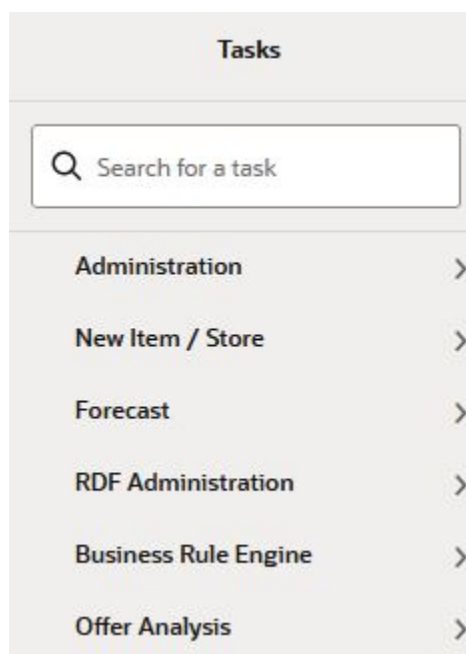 Tasks
Search for a task
Administration
New Item / Store
Forecast
RDF Administration
Business Rule Engine
Offer Analysis